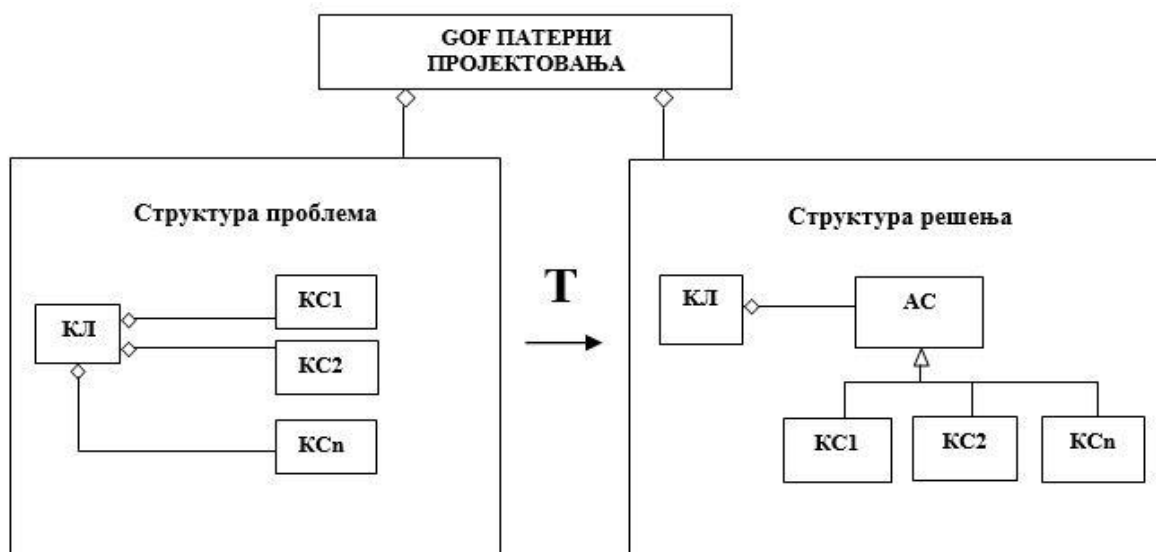 GOF ПАТЕРНИ
ПРОЈЕКТОВАЊА
Структура проблема
КЛ
КС1
КС2
КСn
T
Структура решења
КЛ
АС
КС1
КС2
КСn